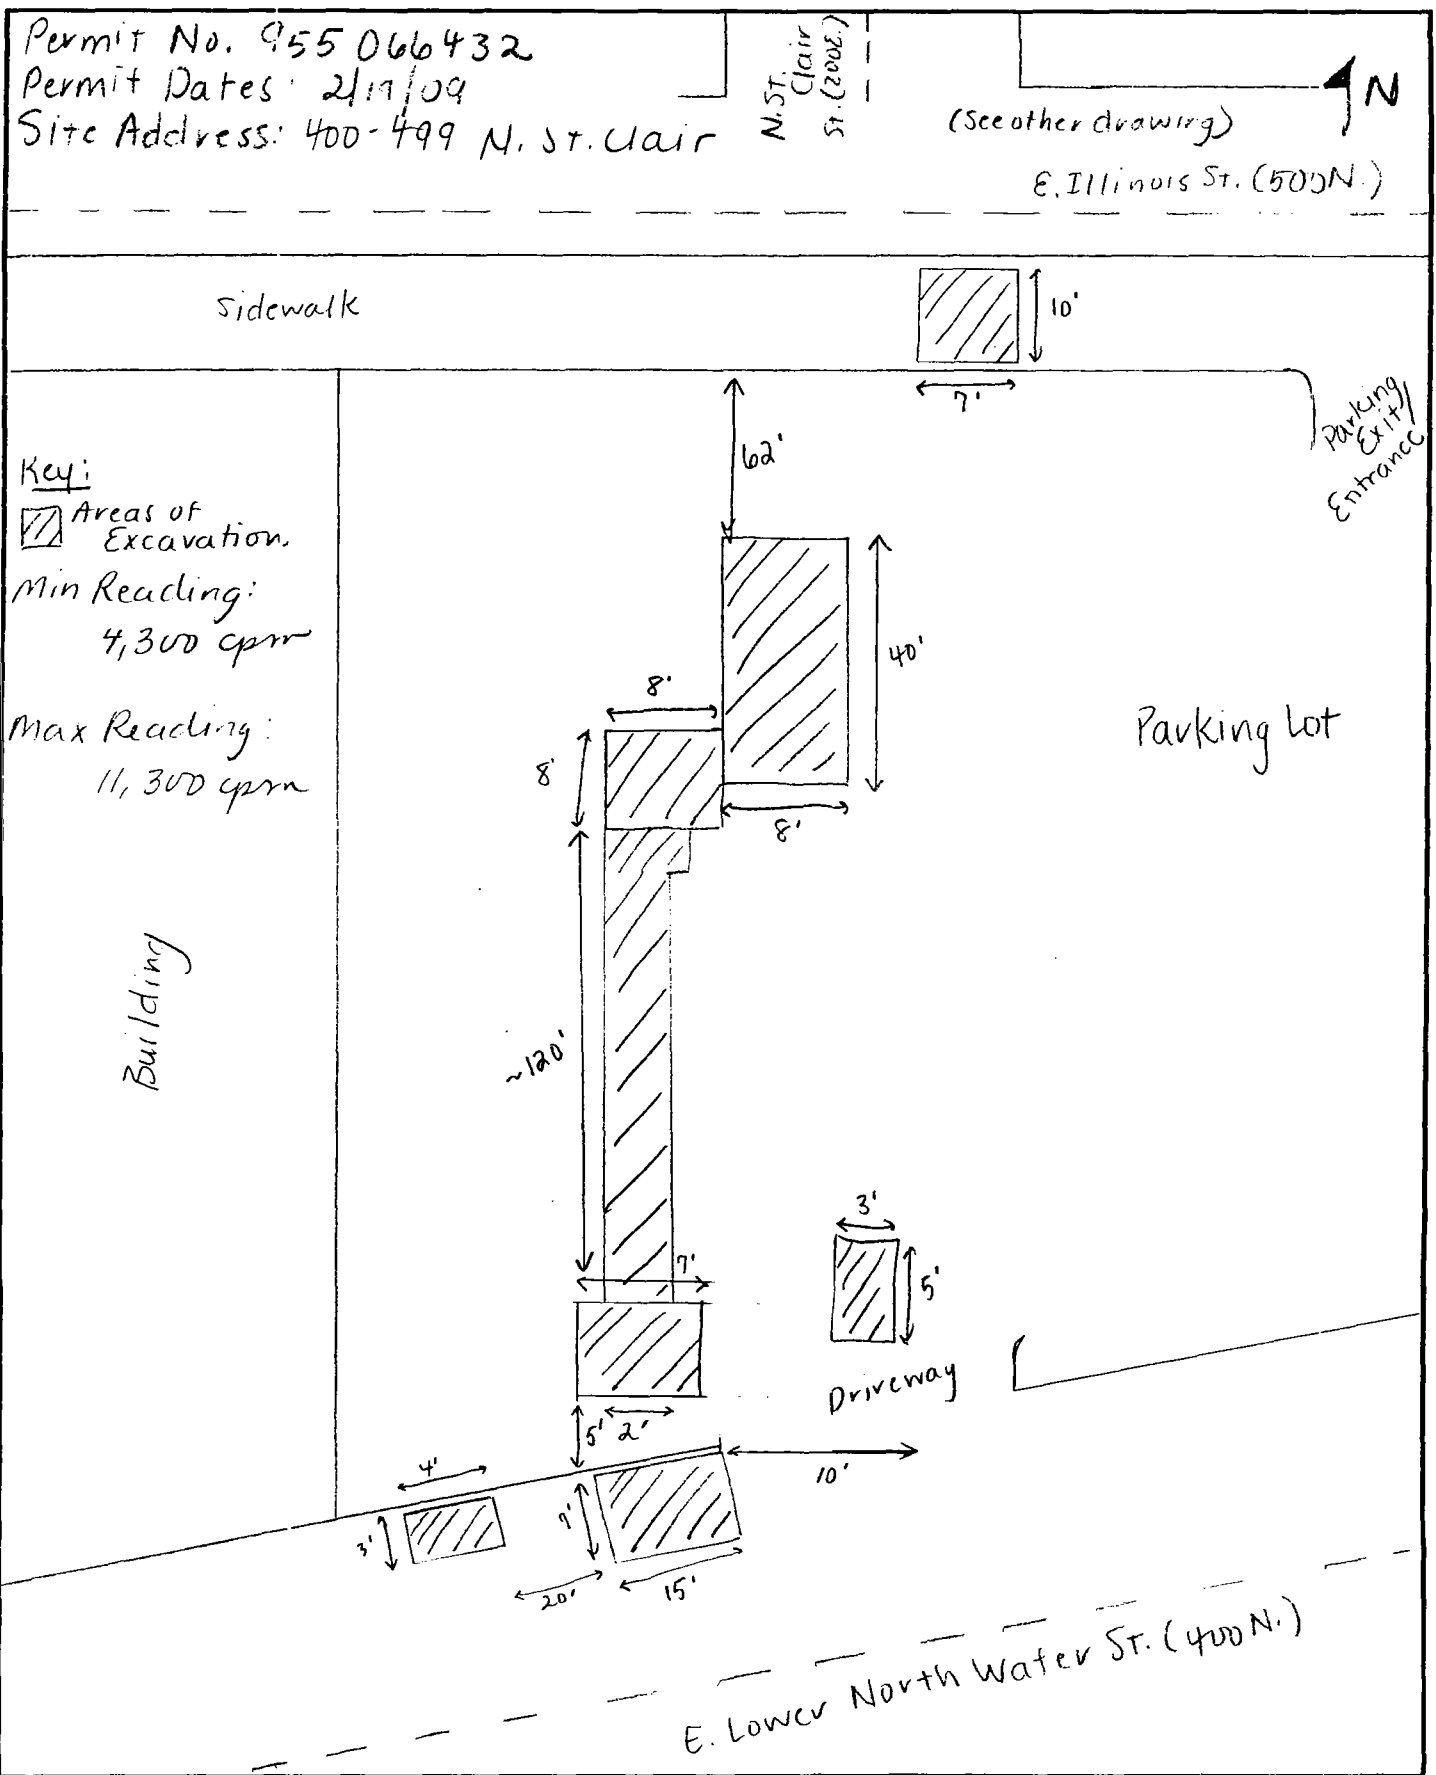 Permit No. 955066432
Permit Dates: 2/17/09
Site Address: 400-499 N. St. Clair
N. St.
Clair
St. (200E.)
N
(See other drawing)
E. Illinois St. (500N.)
Sidewalk
10'
7'
62'
Parking
Exit/
Entrance
Key:
Areas of
Excavation.
Min Reading:
4,300 cpm
Max Reading:
11,300 cpm
40'
8'
8'
8'
Parking Lot
Building
~120'
3'
5'
7'
Driveway
5'
2'
10'
4'
3'
7'
20'
15'
E. Lower North Water St. (400 N.)